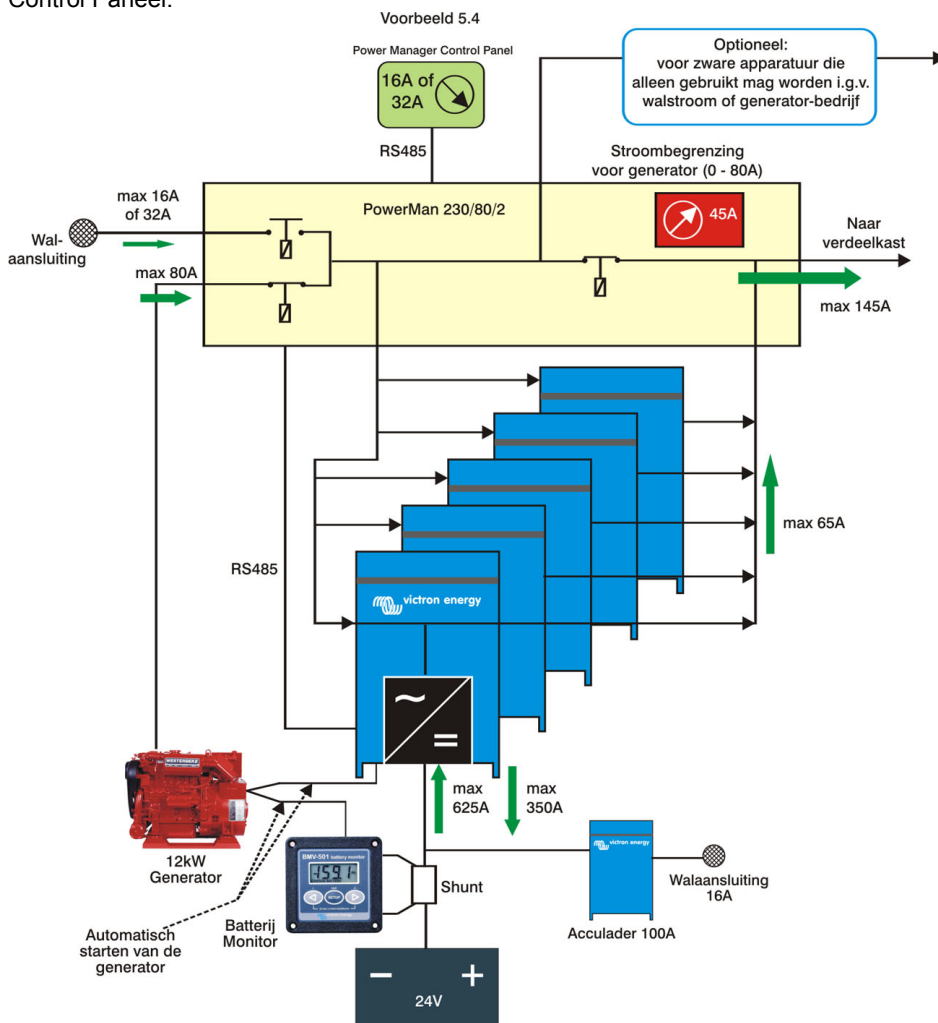 Control Paneel.
Voorbeeld 5.4
Power Manager Control Panel
16A of
32A
RS485
Optioneel:
voor zware apparatuur die
alleen gebruikt mag worden i.g.v.
walstroom of generator-bedrijf
Stroombegrenzing
voor generator (0 - 80A)
max 16A
of 32A
PowerMan 230/80/2
45A
Wal-
aansluiting
Naar
verdeelkast
max 80A
max 145A
max 65A
RS485
victron energy
~
=
max
625A
max
350A
WESTERBEKE
12kW
Generator
BMV-501 battery monitor
-159.1-
SETUP
Shunt
victron energy
Walaansluiting
16A
Acculader 100A
Batterij
Monitor
Automatisch
starten van de
generator
− +
24V